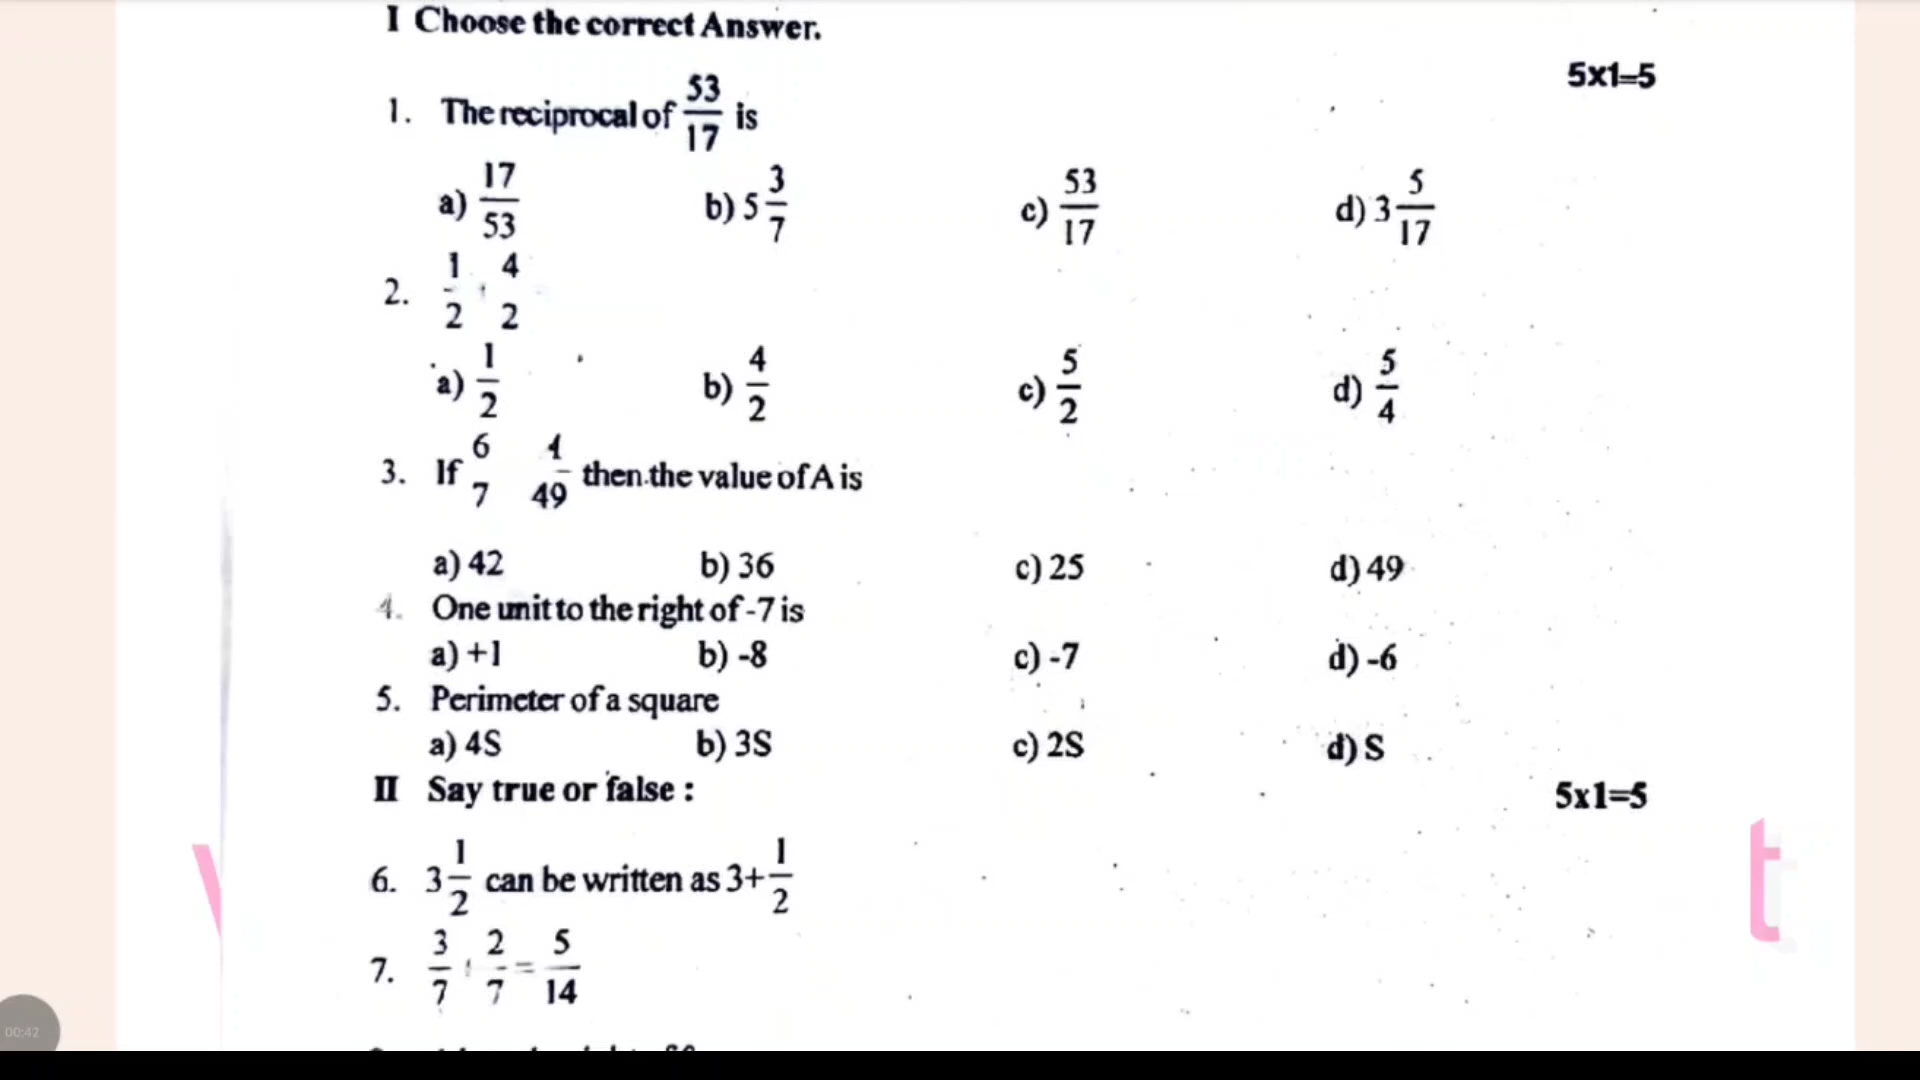 I Choose the correct Answer.
5x1=5
1. The reciprocal of 53/17 is
a) 17/53 b) 5 3/7 c) 53/17 d) 3 5/17
2. 1/2 4/2
a) 1/2 b) 4/2 c) 5/2 d) 5/4
3. If 6/7 /49 then the value of A is
a) 42 b) 36 c) 25 d) 49
4. One unit to the right of -7 is
a) +1 b) -8 c) -7 d) -6
5. Perimeter of a square
a) 4S b) 3S c) 2S d) S
II Say true or false :
5x1=5
6. 3 1/2 can be written as 3+ 1/2
7. 3/7 2/7 = 5/14
t
00:42